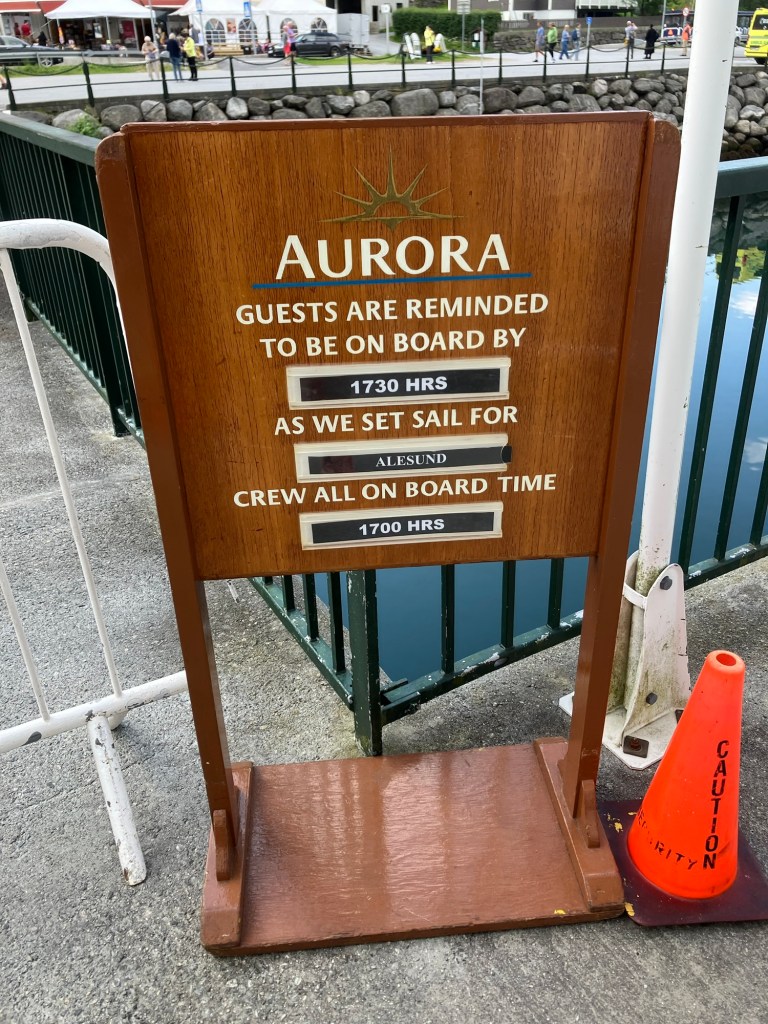 AURORA
GUESTS ARE REMINDED
TO BE ON BOARD BY
1730 HRS
AS WE SET SAIL FOR
ALESUND
CREW ALL ON BOARD TIME
1700 HRS
CAUTION